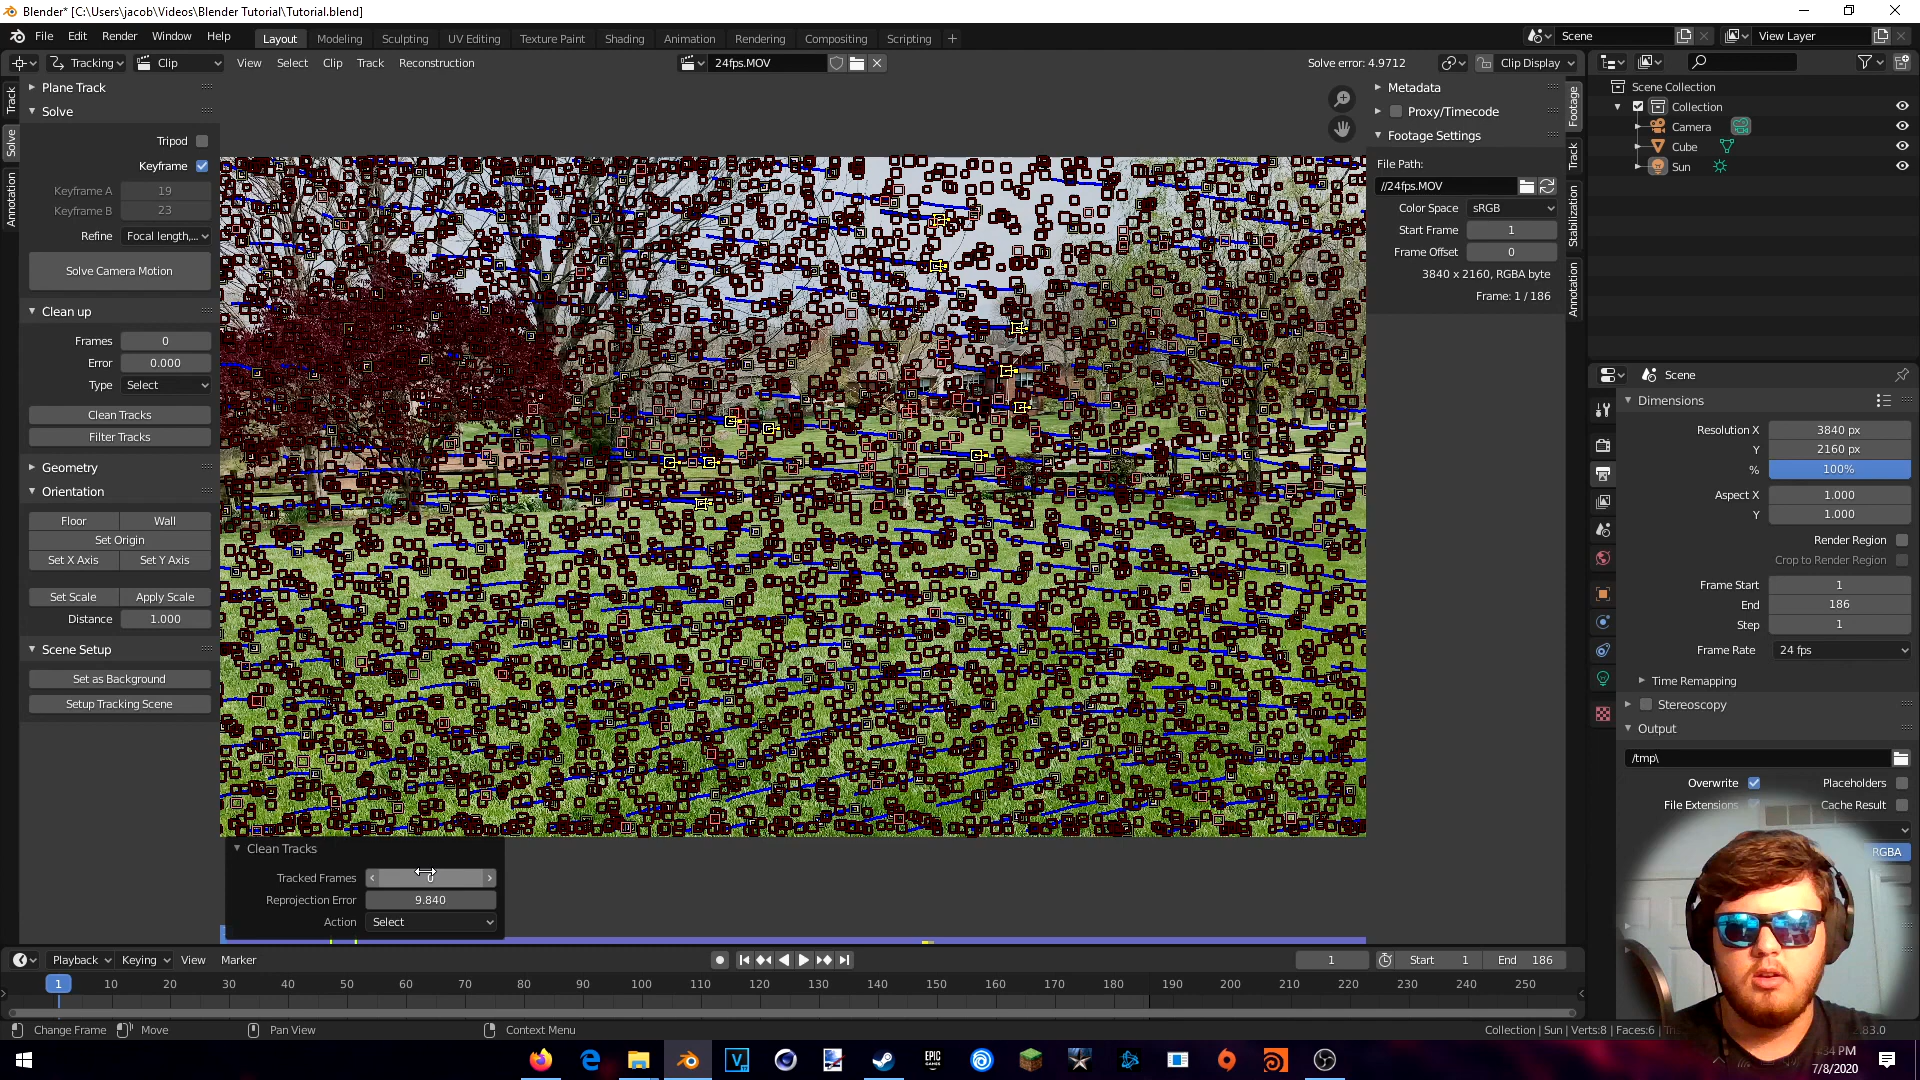 Blender* [C:\Users\jacob\Videos\Blender Tutorial\Tutorial.blend]
File Edit Render Window Help
Layout Modeling Sculpting UV Editing Texture Paint Shading Animation Rendering Compositing Scripting +
Scene
View Layer
Tracking Clip View Select Clip Track Reconstruction
24fps.MOV
Solve error: 4.9712
Clip Display
Track
Solve
Annotation
Plane Track
Solve
Tripod
Keyframe
Keyframe A 19
Keyframe B 23
Refine Focal length,...
Solve Camera Motion
Clean up
Frames 0
Error 0.000
Type Select
Clean Tracks
Filter Tracks
Geometry
Orientation
Floor Wall
Set Origin
Set X Axis Set Y Axis
Set Scale Apply Scale
Distance 1.000
Scene Setup
Set as Background
Setup Tracking Scene
Clean Tracks
Tracked Frames 0
Reprojection Error 9.840
Action Select
Metadata
Proxy/Timecode
Footage Settings
File Path:
//24fps.MOV
Color Space sRGB
Start Frame 1
Frame Offset 0
3840 x 2160, RGBA byte
Frame: 1 / 186
Footage
Track
Stabilization
Annotation
Scene Collection
Collection
Camera
Cube
Sun
Scene
Dimensions
Resolution X 3840 px
Y 2160 px
% 100%
Aspect X 1.000
Y 1.000
Render Region
Crop to Render Region
Frame Start 1
End 186
Step 1
Frame Rate 24 fps
Time Remapping
Stereoscopy
Output
/tmp\
Overwrite Placeholders
File Extensions Cache Result
RGBA
Playback Keying View Marker
1 Start 1 End 186
1 10 20 30 40 50 60 70 80 90 100 110 120 130 140 150 160 170 180 190 200 210 220 230 240 250
Change Frame Move Pan View Context Menu
Collection | Sun | Verts:8 | Faces:6
2.83.0
EPIC GAMES
:34 PM
7/8/2020